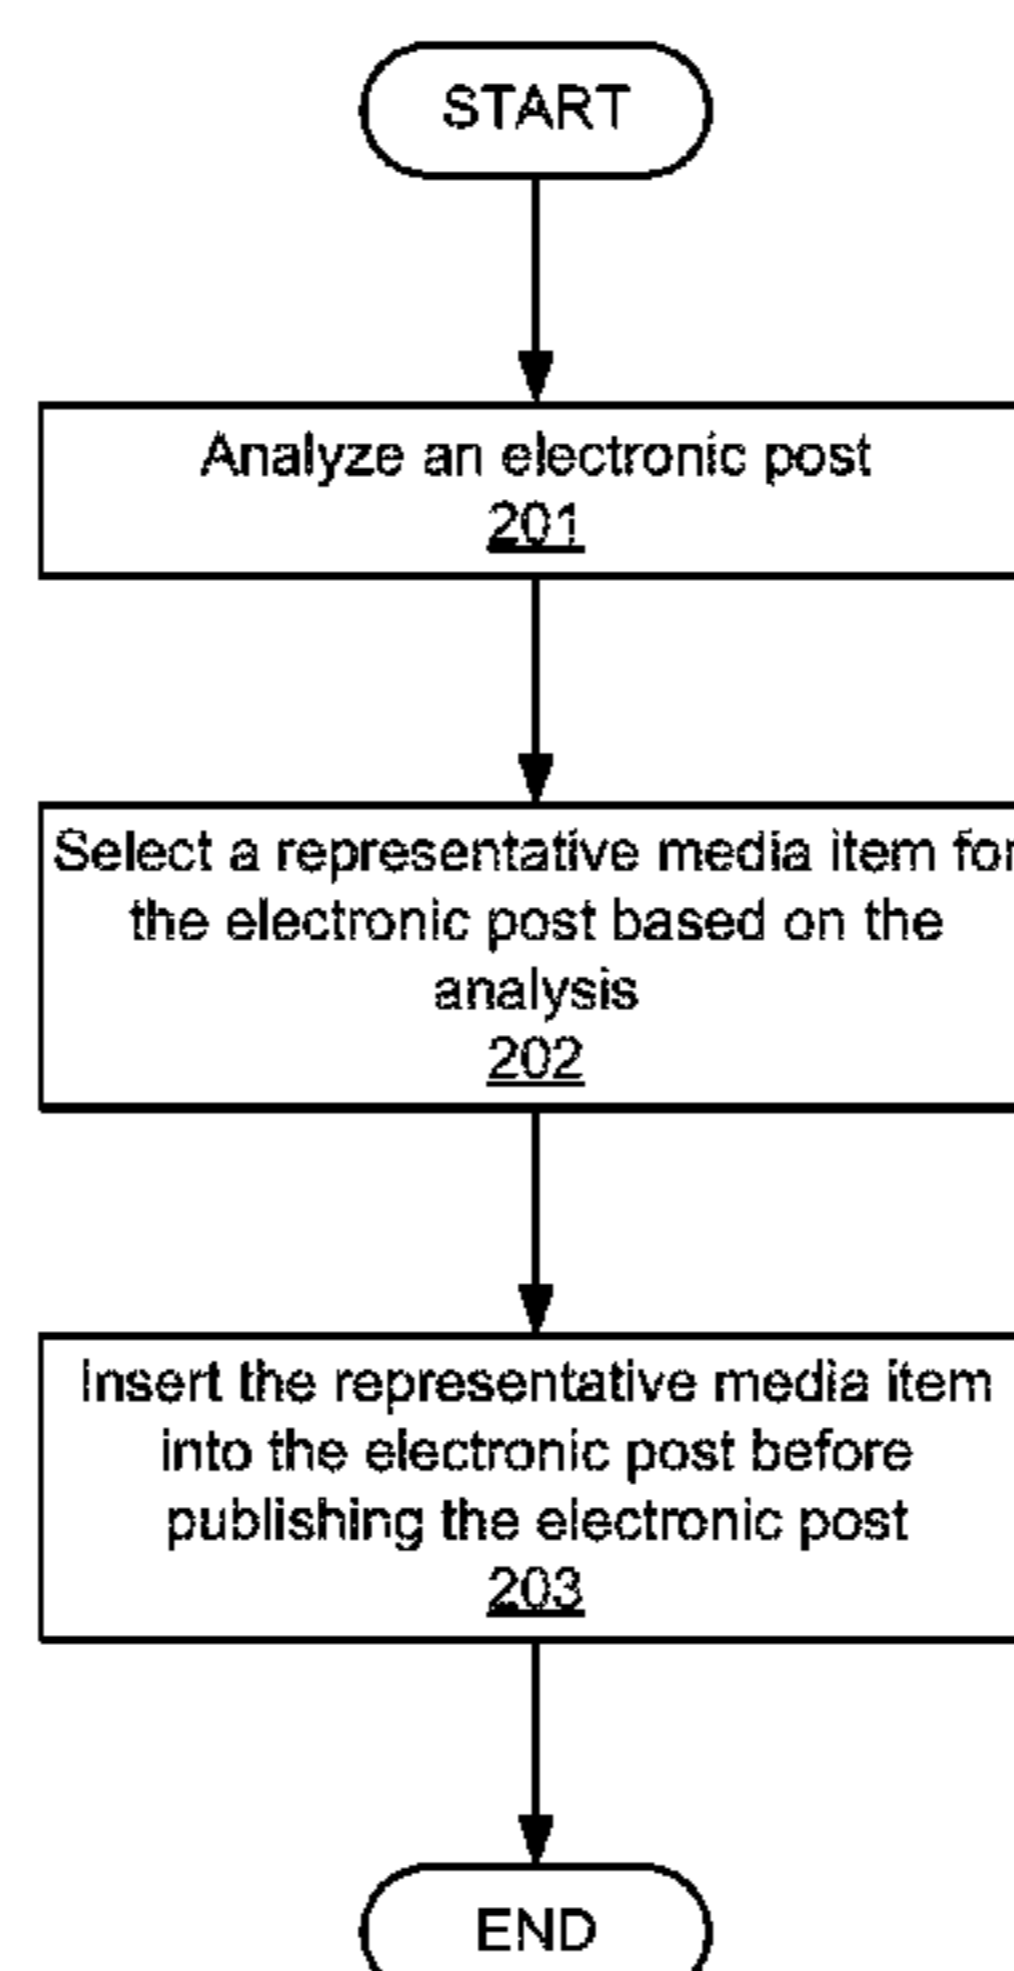 START
Analyze an electronic post
201
Select a representative media item for
the electronic post based on the
analysis
202
Insert the representative media item
into the electronic post before
publishing the electronic post
203
END